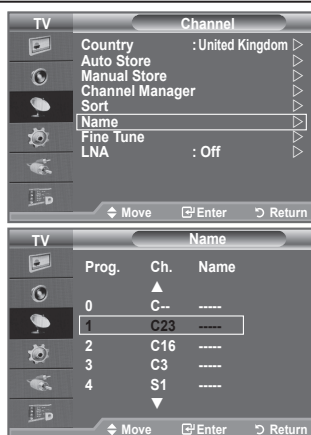 TV Channel
Country : United Kingdom
Auto Store
Manual Store
Channel Manager
Sort
Name
Fine Tune
LNA : Off
Move Enter Return
TV Name
Prog. Ch. Name
0 C-- -----
1 C23 -----
2 C16 -----
3 C3 -----
4 S1 -----
Move Enter Return